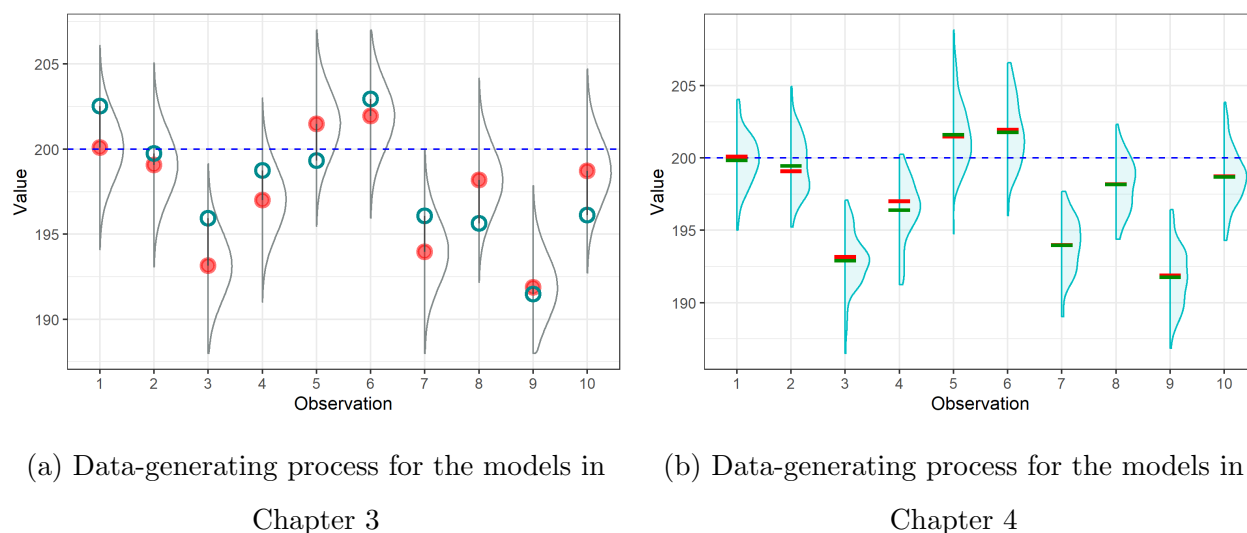 205
200
195
190
Value
1 2 3 4 5 6 7 8 9 10
Observation
205
200
195
190
Value
1 2 3 4 5 6 7 8 9 10
Observation
(a) Data-generating process for the models in
Chapter 3
(b) Data-generating process for the models in
Chapter 4